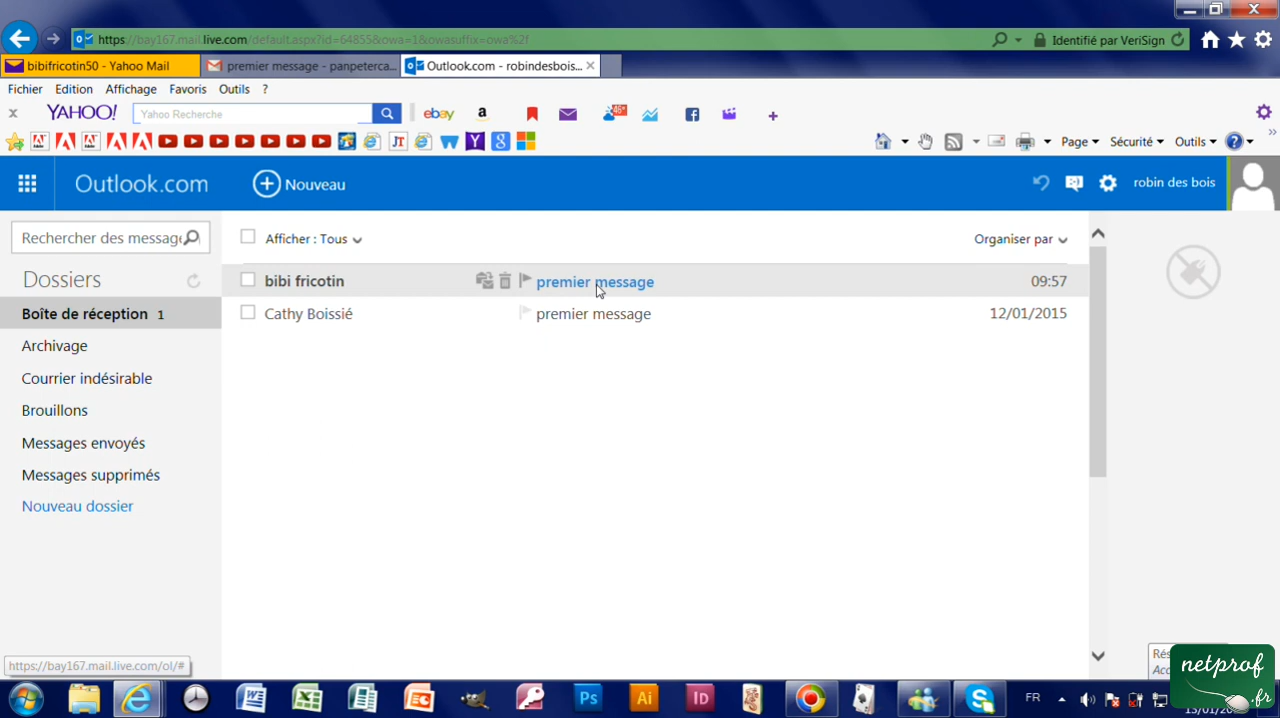 https://bay167.mail.live.com/default.aspx?id=64855&owa=1&owasuffix=owa%2f
Identifié par VeriSign
bibifricotin50 - Yahoo Mail
premier message - panpeterca...
Outlook.com - robindesbois...
Fichier Edition Affichage Favoris Outils ?
x YAHOO! Yahoo Recherche ebay a +
Page Sécurité Outils
Outlook.com Nouveau robin des bois
Rechercher des message
Afficher : Tous Organiser par
Dossiers
bibi fricotin premier message 09:57
Boîte de réception 1
Cathy Boissié premier message 12/01/2015
Archivage
Courrier indésirable
Brouillons
Messages envoyés
Messages supprimés
Nouveau dossier
https://bay167.mail.live.com/ol/#
netprof
.fr
Ps Ai ID
FR